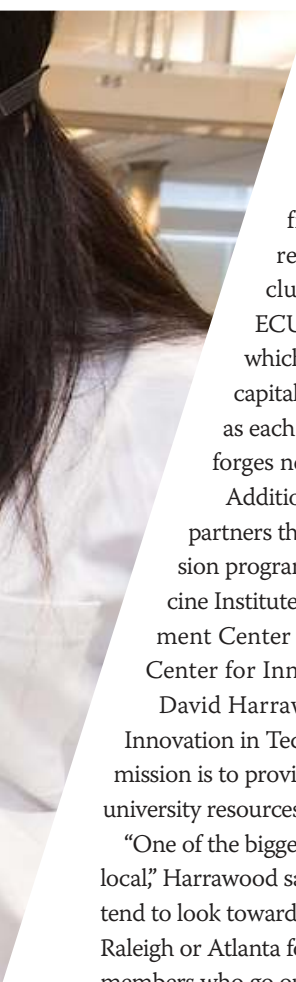 re
clu
ECU
which
capital
as each
forges ne
Additio
partners th
sion program
cine Institute
ment Center
Center for Inn
David Harraw
Innovation in Tec
mission is to provi
university resources
“One of the bigge
local,” Harrawood sa
tend to look toward
Raleigh or Atlanta fo
members who go on